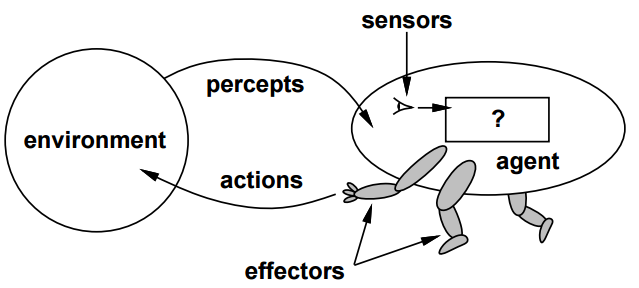 sensors
percepts
environment
?
agent
actions
effectors